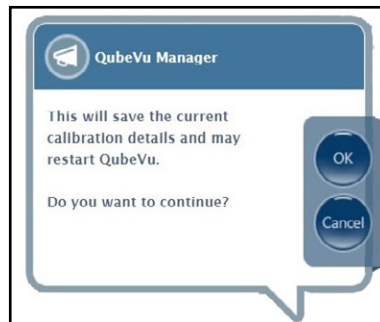 QubeVu Manager
This will save the current
calibration details and may
restart QubeVu.
Do you want to continue?
OK
Cancel